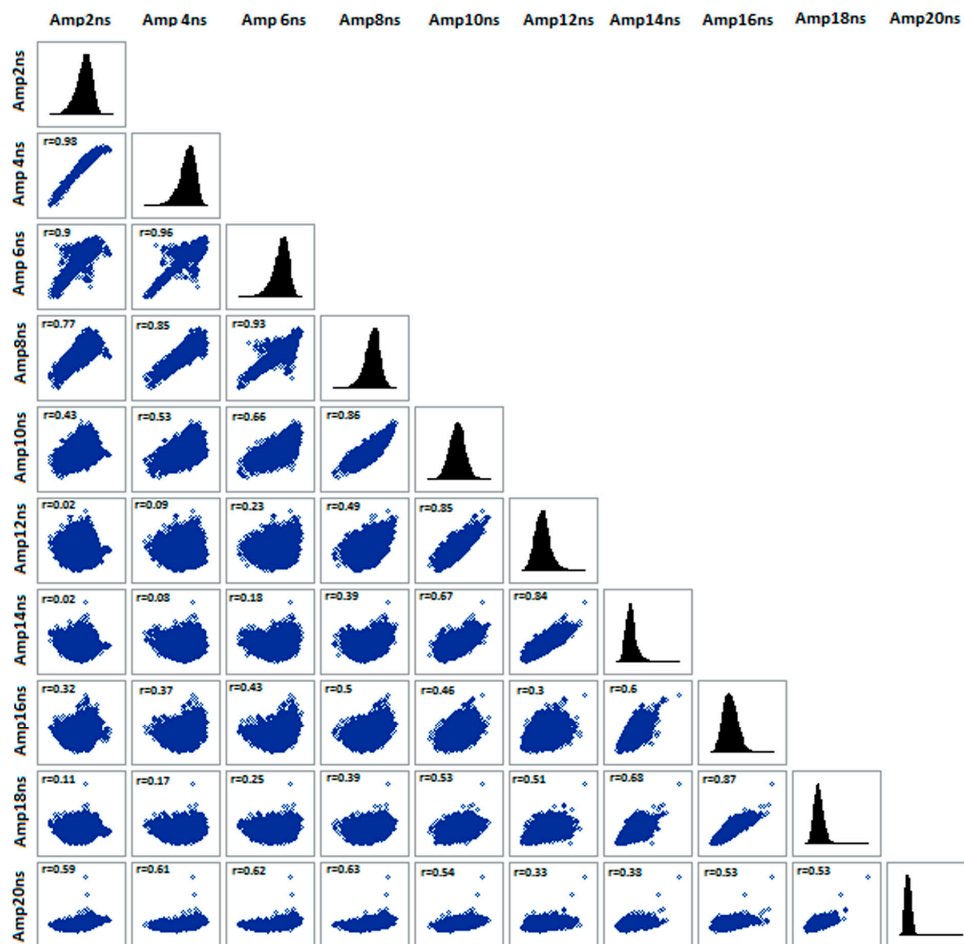 Amp2ns Amp 4ns Amp 6ns Amp8ns Amp10ns Amp12ns Amp14ns Amp16ns Amp18ns Amp20ns
Amp2ns
Amp 4ns r=0.98
Amp 6ns r=0.9 r=0.96
Amp8ns r=0.77 r=0.85 r=0.93
Amp10ns r=0.43 r=0.53 r=0.66 r=0.86
Amp12ns r=0.02 r=0.09 r=0.23 r=0.49 r=0.85
Amp14ns r=0.02 r=0.08 r=0.18 r=0.39 r=0.67 r=0.84
Amp16ns r=0.32 r=0.37 r=0.43 r=0.5 r=0.46 r=0.3 r=0.6
Amp18ns r=0.11 r=0.17 r=0.25 r=0.39 r=0.53 r=0.51 r=0.68 r=0.87
Amp20ns r=0.59 r=0.61 r=0.62 r=0.63 r=0.54 r=0.33 r=0.38 r=0.53 r=0.53